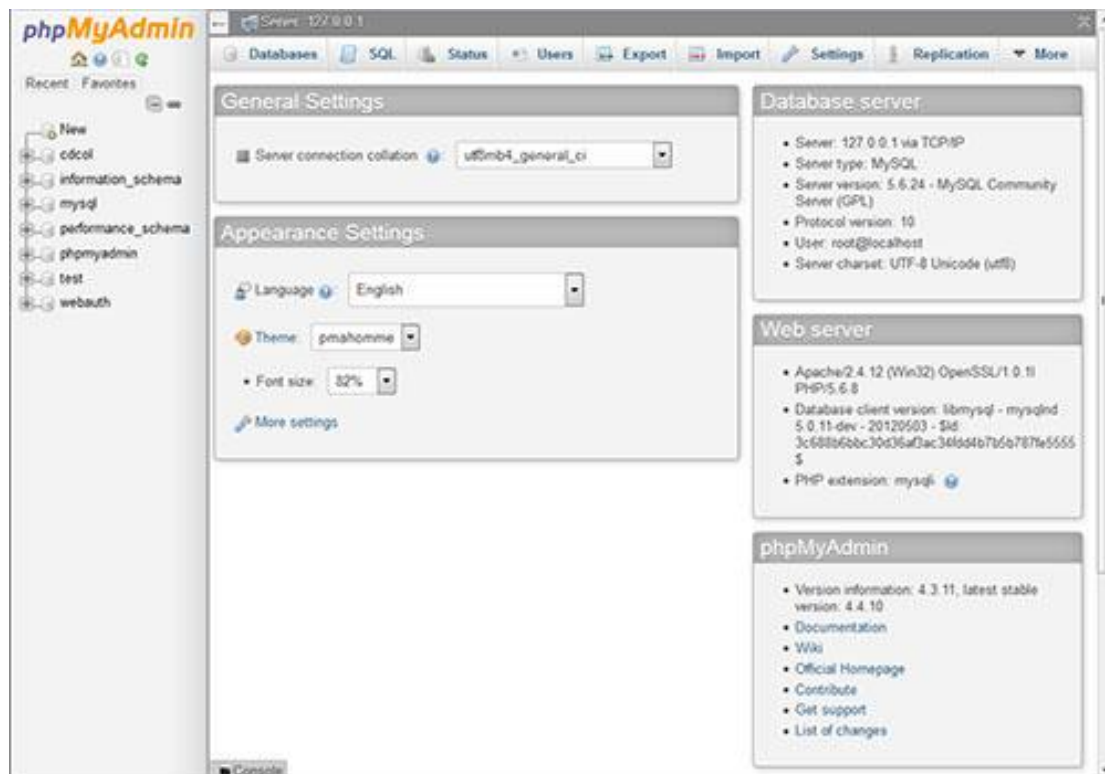 phpMyAdmin
Recent Favorites
New
cdcol
information_schema
mysql
performance_schema
phpmyadmin
test
webauth
Server: 127.0.0.1
Databases SQL Status Users Export Import Settings Replication More
General Settings
Server connection collation : utf8mb4_general_ci
Appearance Settings
Language : English
Theme: pmahomme
• Font size: 82%
More settings
Database server
• Server: 127.0.0.1 via TCP/IP
• Server type: MySQL
• Server version: 5.6.24 - MySQL Community
Server (GPL)
• Protocol version: 10
• User: root@localhost
• Server charset: UTF-8 Unicode (utf8)
Web server
• Apache/2.4.12 (Win32) OpenSSL/1.0.1l
PHP/5.6.8
• Database client version: libmysql - mysqlnd
5.0.11-dev - 20120503 - $Id:
$
• PHP extension: mysqli
phpMyAdmin
• Version information: 4.3.11, latest stable
version: 4.4.10
• Documentation
• Wiki
• Official Homepage
• Contribute
• Get support
• List of changes
Console